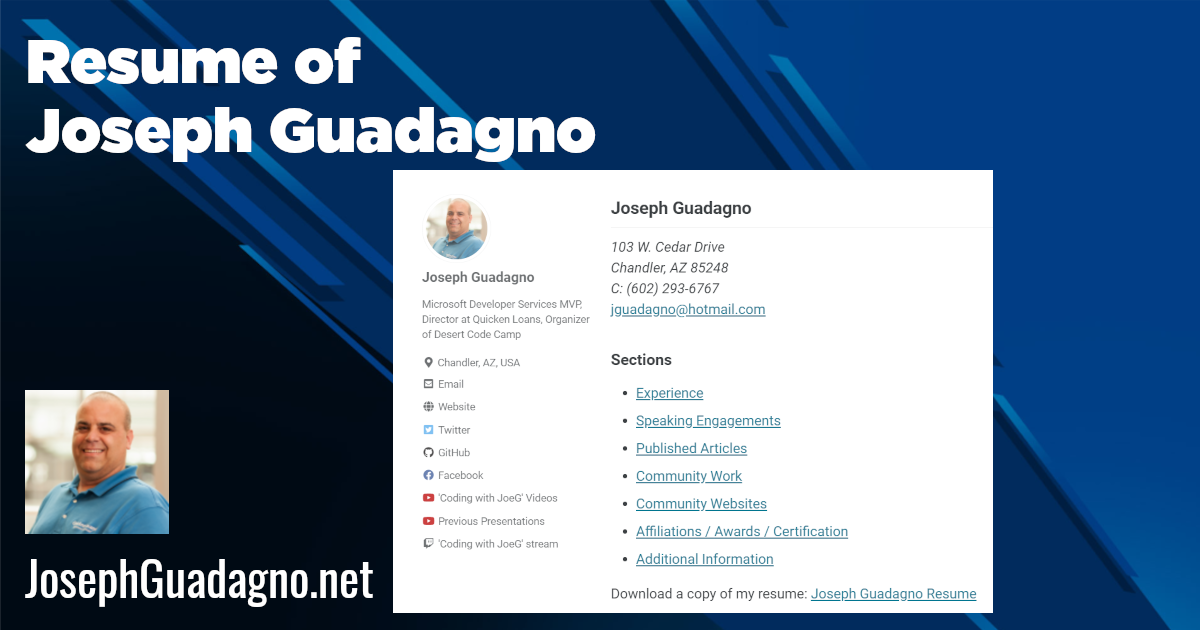 Resume of
Joseph Guadagno
Joseph Guadagno
Microsoft Developer Services MVP,
Director at Quicken Loans, Organizer
of Desert Code Camp
Chandler, AZ, USA
Email
Website
Twitter
GitHub
Facebook
'Coding with JoeG' Videos
Previous Presentations
'Coding with JoeG' stream
Joseph Guadagno
103 W. Cedar Drive
Chandler, AZ 85248
C: (602) 293-6767
jguadagno@hotmail.com
Sections
Experience
Speaking Engagements
Published Articles
Community Work
Community Websites
Affiliations / Awards / Certification
Additional Information
Download a copy of my resume: Joseph Guadagno Resume
JosephGuadagno.net